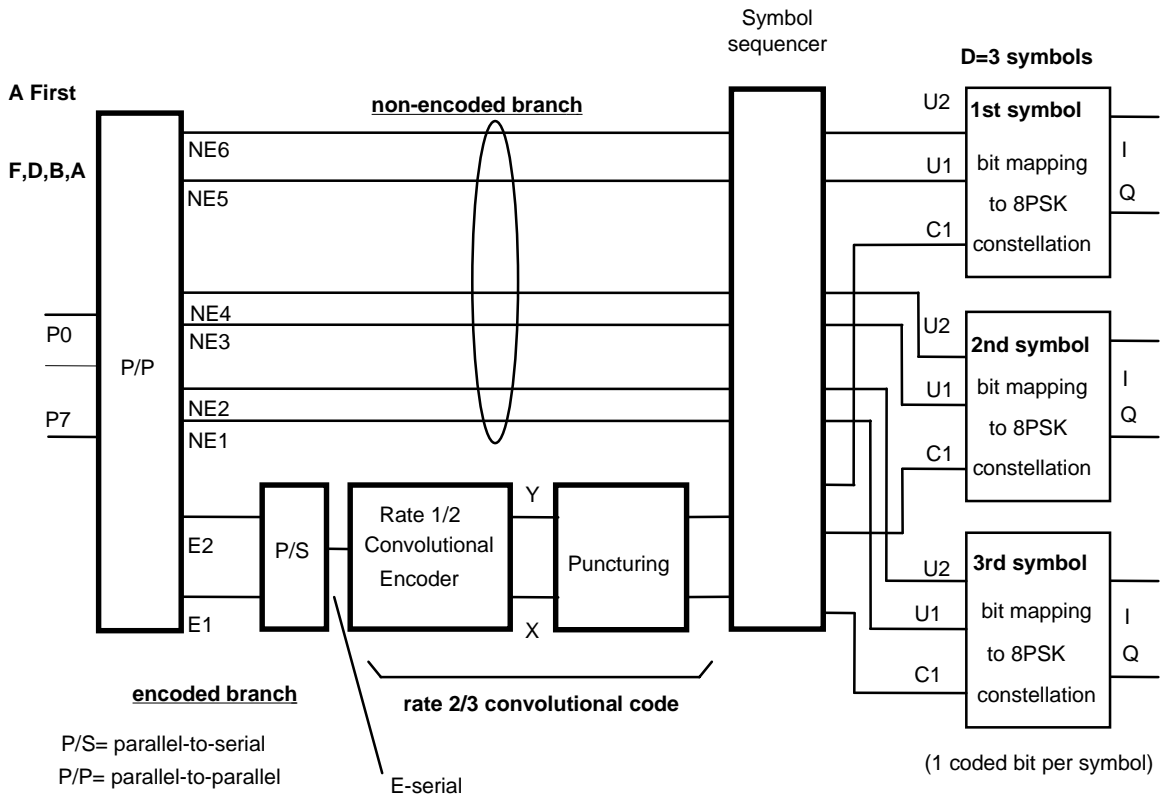 Symbol
sequencer
D=3 symbols
A First
non-encoded branch
F,D,B,A
NE6
NE5
NE4
NE3
NE2
NE1
P0
P7
P/P
E2
E1
P/S
Rate 1/2
Convolutional
Encoder
Y
X
Puncturing
U2
U1
C1
1st symbol
bit mapping
to 8PSK
constellation
I
Q
U2
U1
C1
2nd symbol
bit mapping
to 8PSK
constellation
I
Q
U2
U1
C1
3rd symbol
bit mapping
to 8PSK
constellation
I
Q
encoded branch
rate 2/3 convolutional code
P/S= parallel-to-serial
P/P= parallel-to-parallel
E-serial
(1 coded bit per symbol)